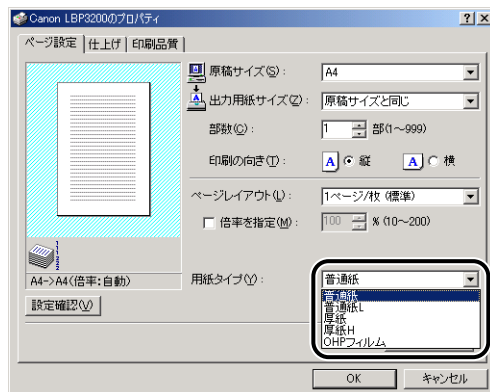 Canon LBP3200のプロパティ
ページ設定 仕上げ 印刷品質
原稿サイズ(S): A4
出力用紙サイズ(Z): 原稿サイズと同じ
部数(C): 1 部(1~999)
印刷の向き(T): A 縦 A 横
ページレイアウト(L): 1ページ/枚 (標準)
倍率を指定(M): 100 % (10~200)
1
2
3
A4->A4(倍率:自動)
設定確認(V)
用紙タイプ(Y): 普通紙
普通紙
普通紙L
厚紙
厚紙H
OHPフィルム
OK キャンセル